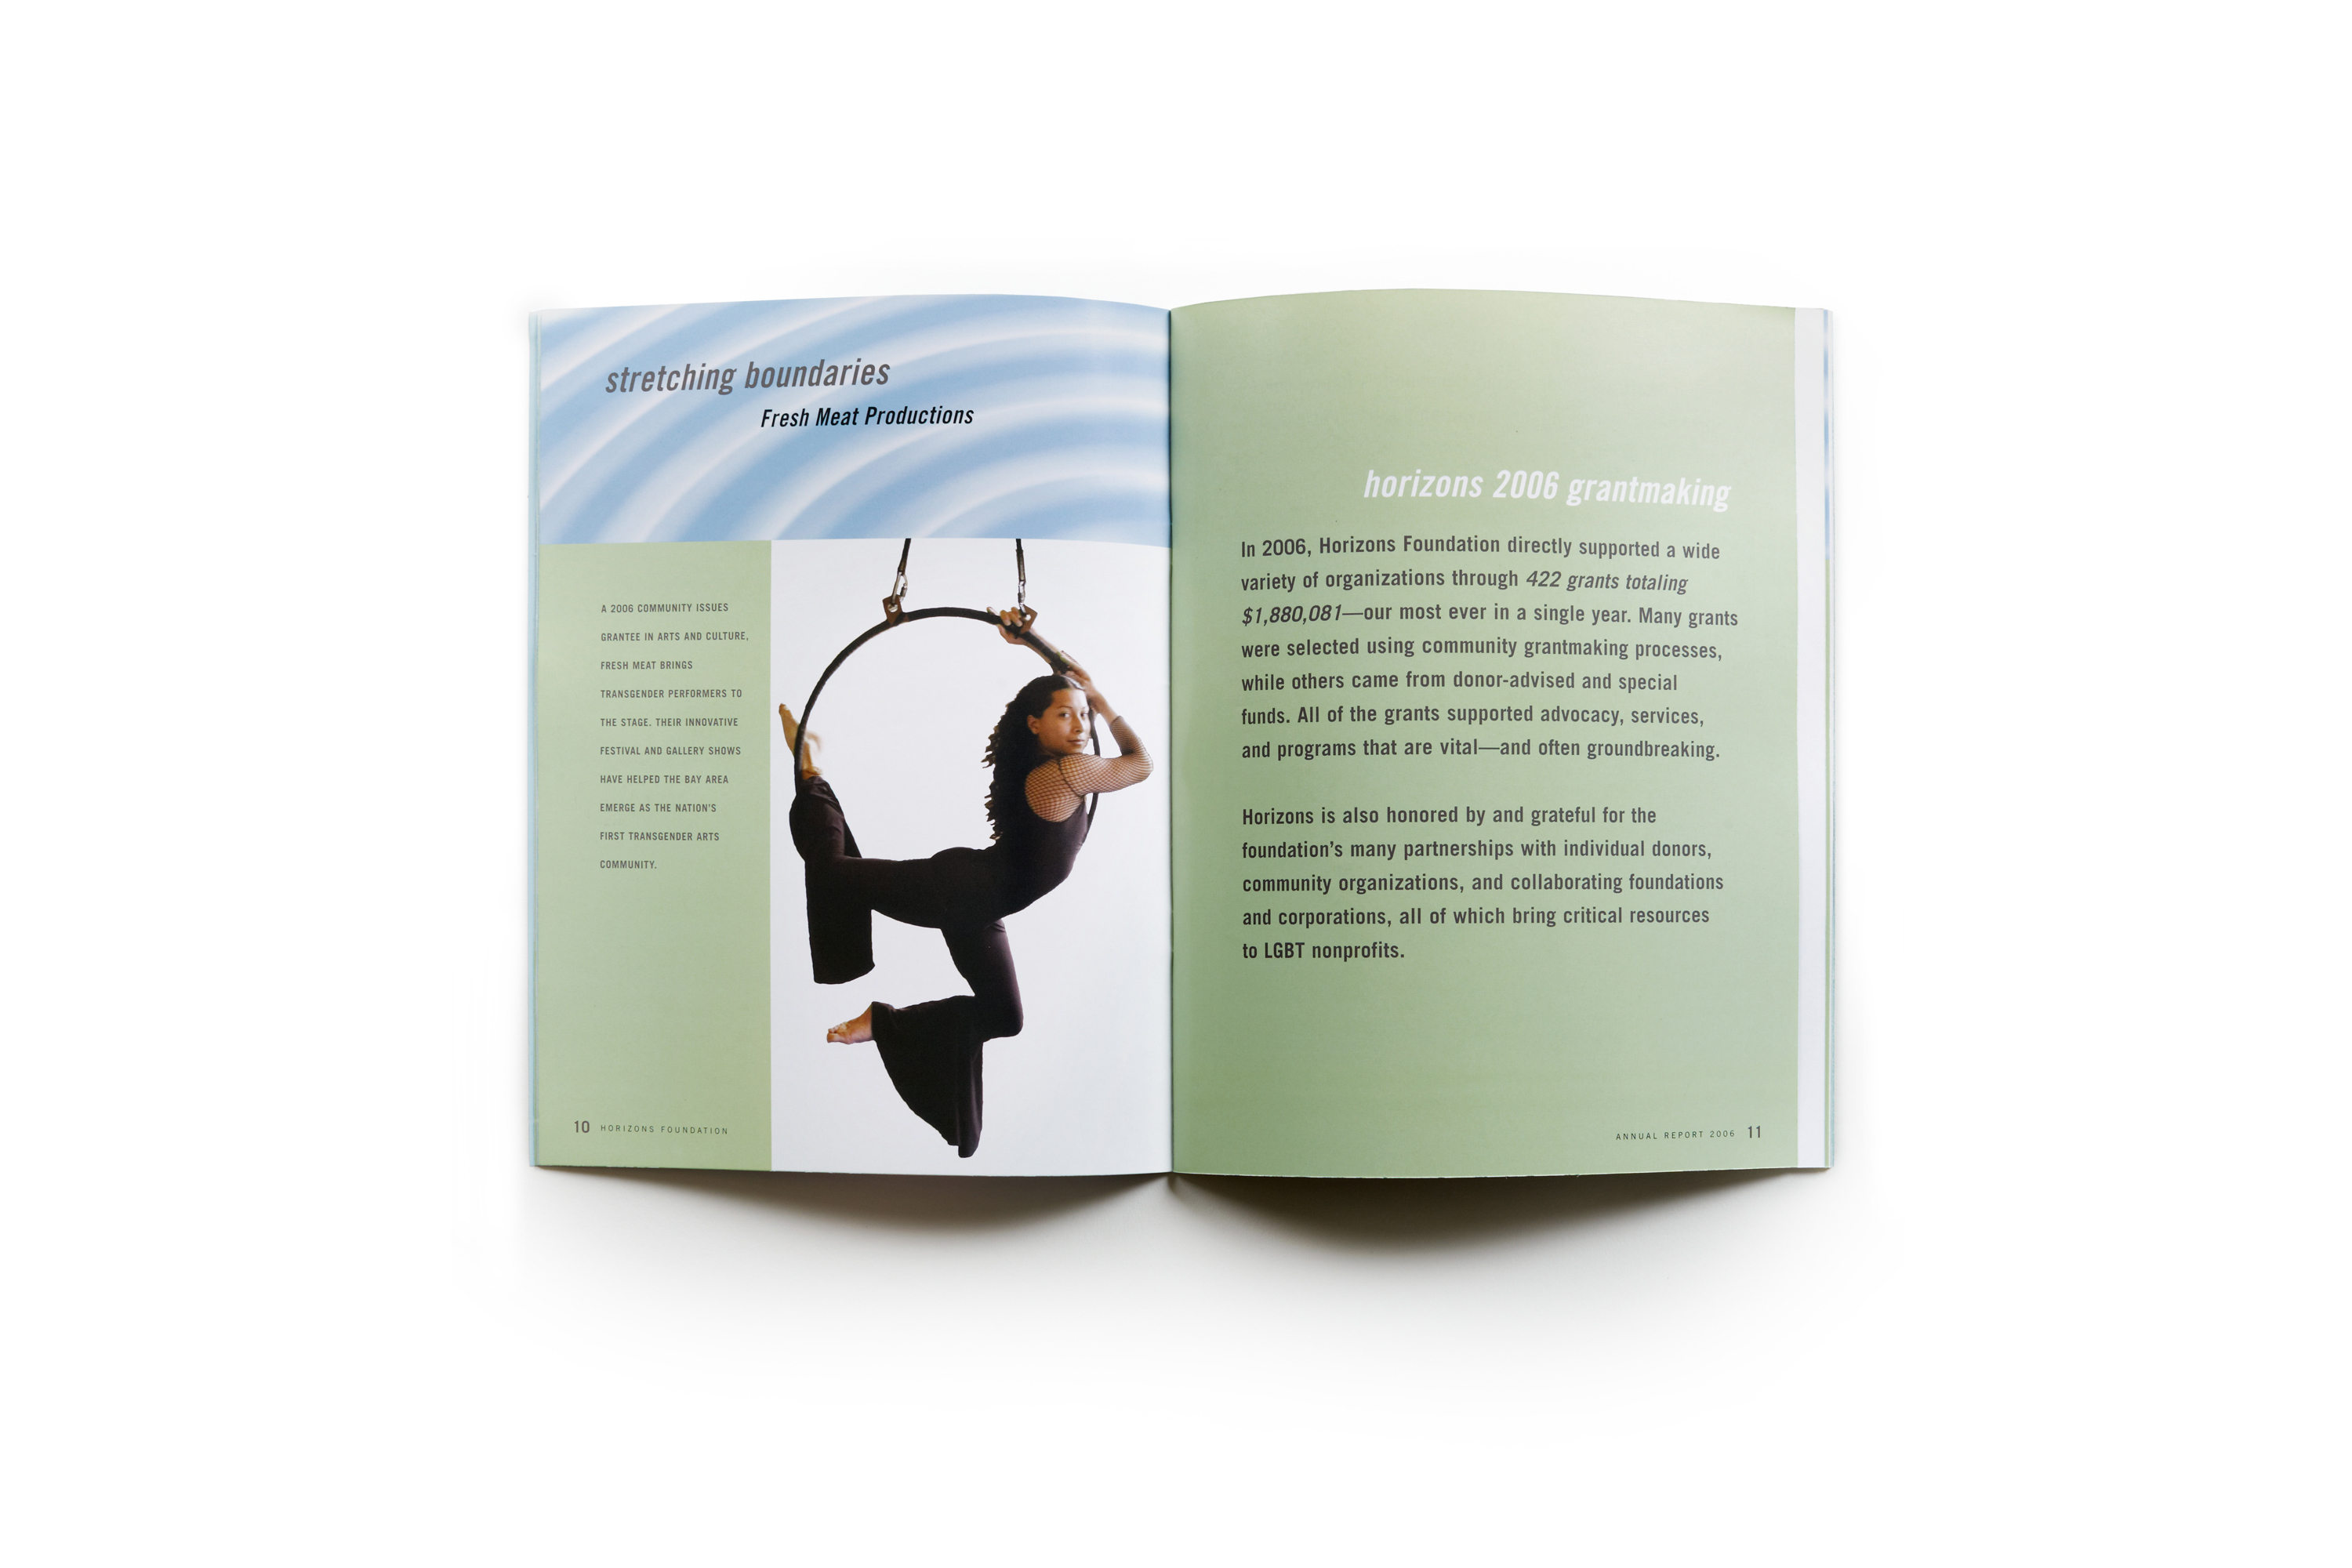 stretching boundaries
Fresh Meat Productions
A 2006 COMMUNITY ISSUES
GRANTEE IN ARTS AND CULTURE,
FRESH MEAT BRINGS
TRANSGENDER PERFORMERS TO
THE STAGE. THEIR INNOVATIVE
FESTIVAL AND GALLERY SHOWS
HAVE HELPED THE BAY AREA
EMERGE AS THE NATION'S
FIRST TRANSGENDER ARTS
COMMUNITY.
10 HORIZONS FOUNDATION
horizons 2006 grantmaking
In 2006, Horizons Foundation directly supported a wide
variety of organizations through 422 grants totaling
$1,880,081—our most ever in a single year. Many grants
were selected using community grantmaking processes,
while others came from donor-advised and special
funds. All of the grants supported advocacy, services,
and programs that are vital—and often groundbreaking.
Horizons is also honored by and grateful for the
foundation’s many partnerships with individual donors,
community organizations, and collaborating foundations
and corporations, all of which bring critical resources
to LGBT nonprofits.
ANNUAL REPORT 2006 11